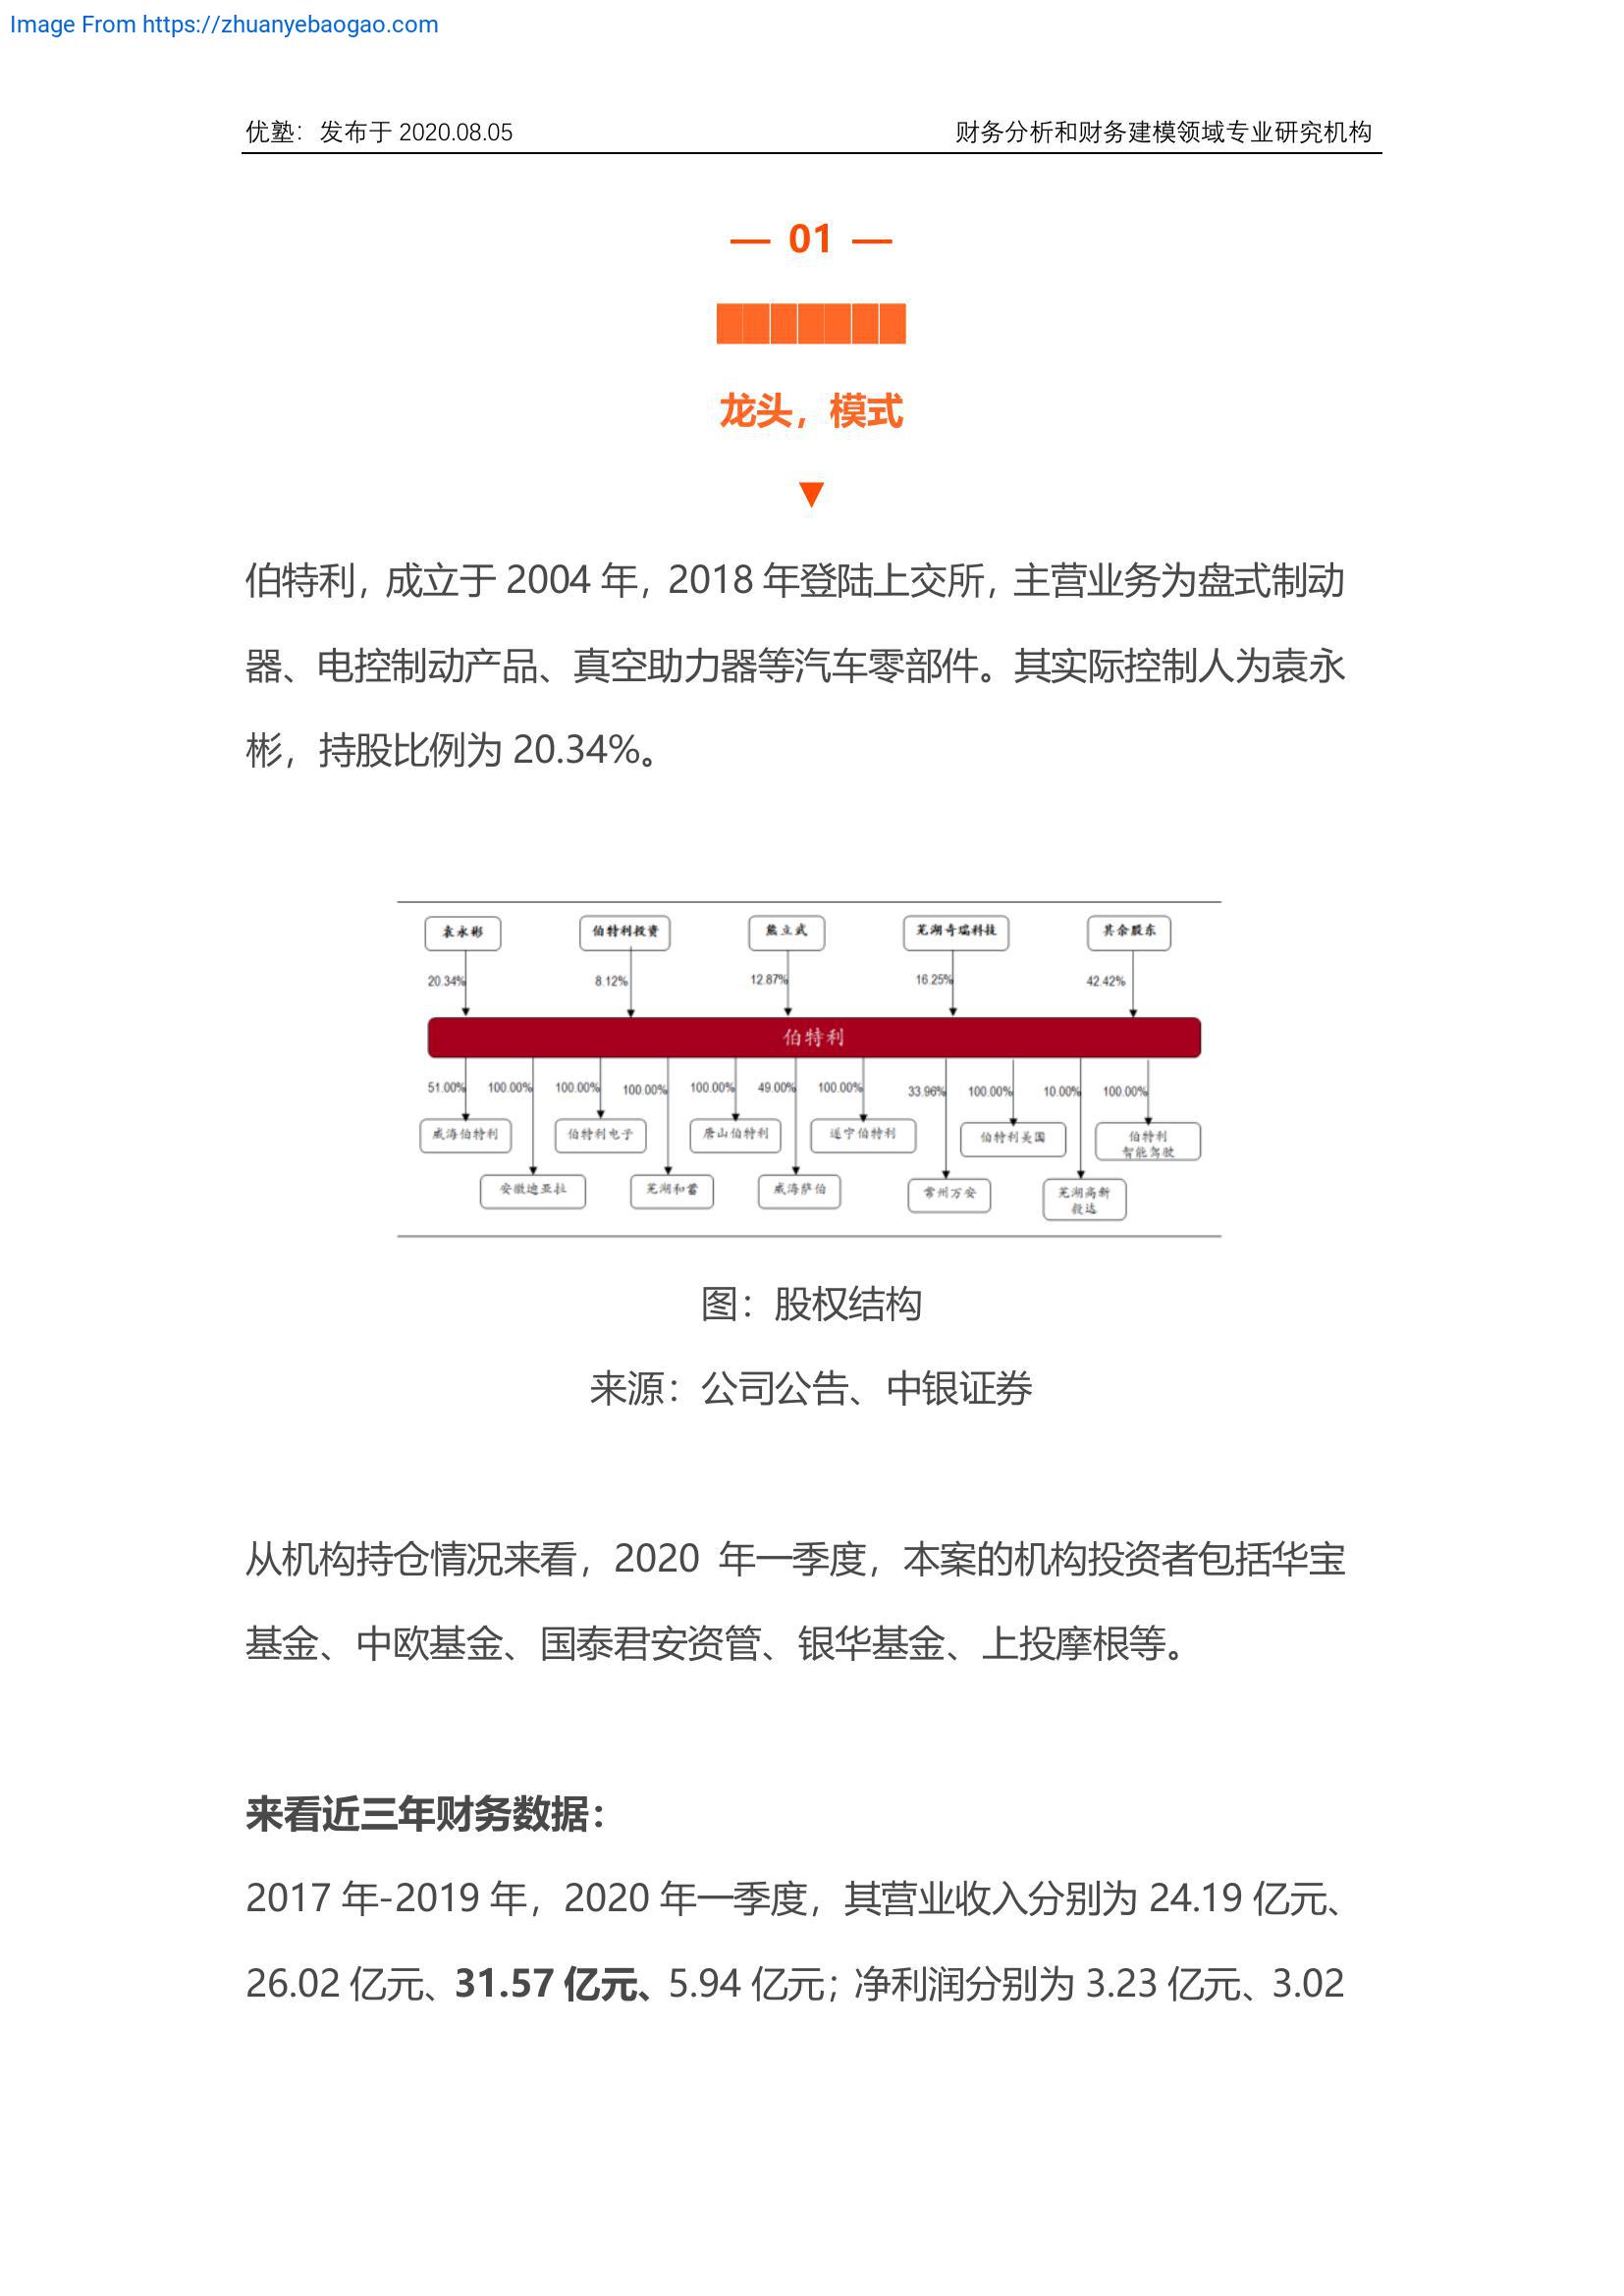 Image From https://zhuanyebaogao.com
优塾：发布于 2020.08.05 财务分析和财务建模领域专业研究机构
— 01 —
龙头，模式
▼
伯特利，成立于 2004 年，2018 年登陆上交所，主营业务为盘式制动
器、电控制动产品、真空助力器等汽车零部件。其实际控制人为袁永
彬，持股比例为 20.34%。
袁永彬 伯特利投资 熊立武 芜湖奇瑞科技 其余股东
20.34% 8.12% 12.87% 16.25% 42.42%
伯特利
51.00% 100.00% 100.00% 100.00% 100.00% 49.00% 100.00% 33.96% 100.00% 10.00% 100.00%
威海伯特利 伯特利电子 唐山伯特利 遂宁伯特利 伯特利美国 伯特利
智能驾驶
安徽迪亚拉 芜湖和蓄 威海萨伯 常州万安 芜湖高新
毅达
图：股权结构
来源：公司公告、中银证券
从机构持仓情况来看，2020 年一季度，本案的机构投资者包括华宝
基金、中欧基金、国泰君安资管、银华基金、上投摩根等。
来看近三年财务数据：
2017 年-2019 年，2020 年一季度，其营业收入分别为 24.19 亿元、
26.02 亿元、31.57 亿元、5.94 亿元；净利润分别为 3.23 亿元、3.02